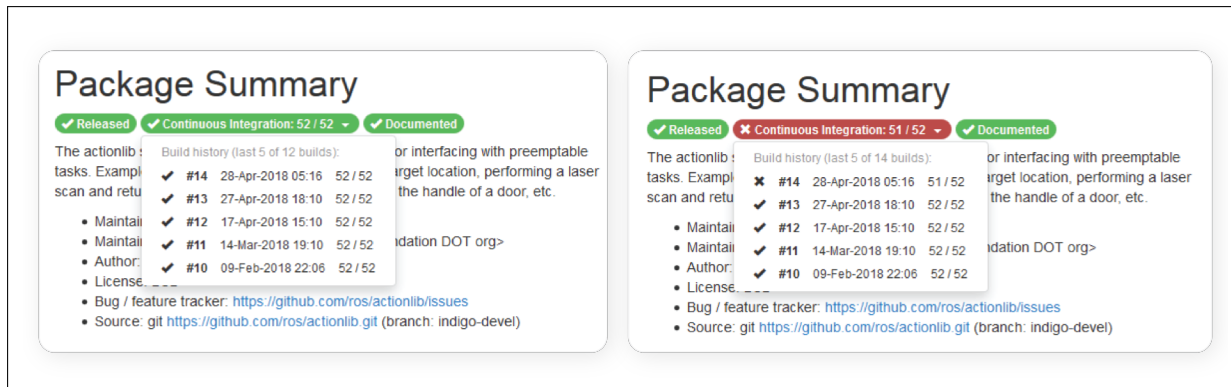 Package Summary
Released Continuous Integration: 52 / 52 Documented
Build history (last 5 of 12 builds):
The actionlib s or interfacing with preemptable
tasks. Exampl arget location, performing a laser
#14 28-Apr-2018 05:16 52 / 52
scan and retu the handle of a door, etc.
#13 27-Apr-2018 18:10 52 / 52
• Maintai
#12 17-Apr-2018 15:10 52 / 52
• Maintai ndation DOT org>
#11 14-Mar-2018 19:10 52 / 52
• Author:
#10 09-Feb-2018 22:06 52 / 52
• License:
• Bug / feature tracker: https://github.com/ros/actionlib/issues
• Source: git https://github.com/ros/actionlib.git (branch: indigo-devel)
Package Summary
Released Continuous Integration: 51 / 52 Documented
Build history (last 5 of 14 builds):
The actionlib s or interfacing with preemptable
tasks. Exampl arget location, performing a laser
#14 28-Apr-2018 05:16 51 / 52
scan and retu the handle of a door, etc.
#13 27-Apr-2018 18:10 52 / 52
• Maintai
#12 17-Apr-2018 15:10 52 / 52
• Maintai ndation DOT org>
#11 14-Mar-2018 19:10 52 / 52
• Author:
#10 09-Feb-2018 22:06 52 / 52
• License:
• Bug / feature tracker: https://github.com/ros/actionlib/issues
• Source: git https://github.com/ros/actionlib.git (branch: indigo-devel)